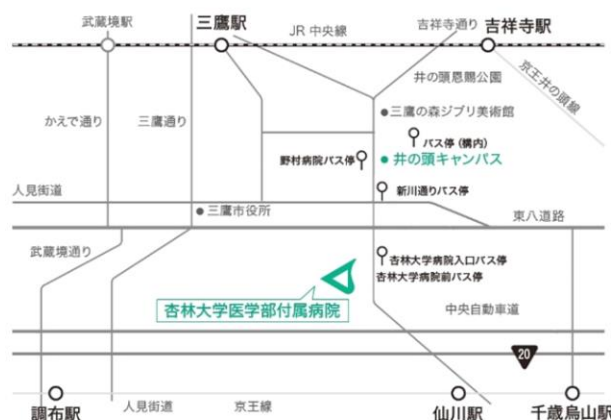 武蔵境駅
三鷹駅
JR 中央線
吉祥寺通り
吉祥寺駅
京王井の頭線
井の頭恩賜公園
三鷹の森ジブリ美術館
かえで通り
三鷹通り
バス停(構内)
野村病院バス停
井の頭キャンパス
人見街道
新川通りバス停
三鷹市役所
東八道路
武蔵境通り
杏林大学病院入口バス停
杏林大学病院前バス停
杏林大学医学部付属病院
中央自動車道
20
調布駅
人見街道
京王線
仙川駅
千歳烏山駅